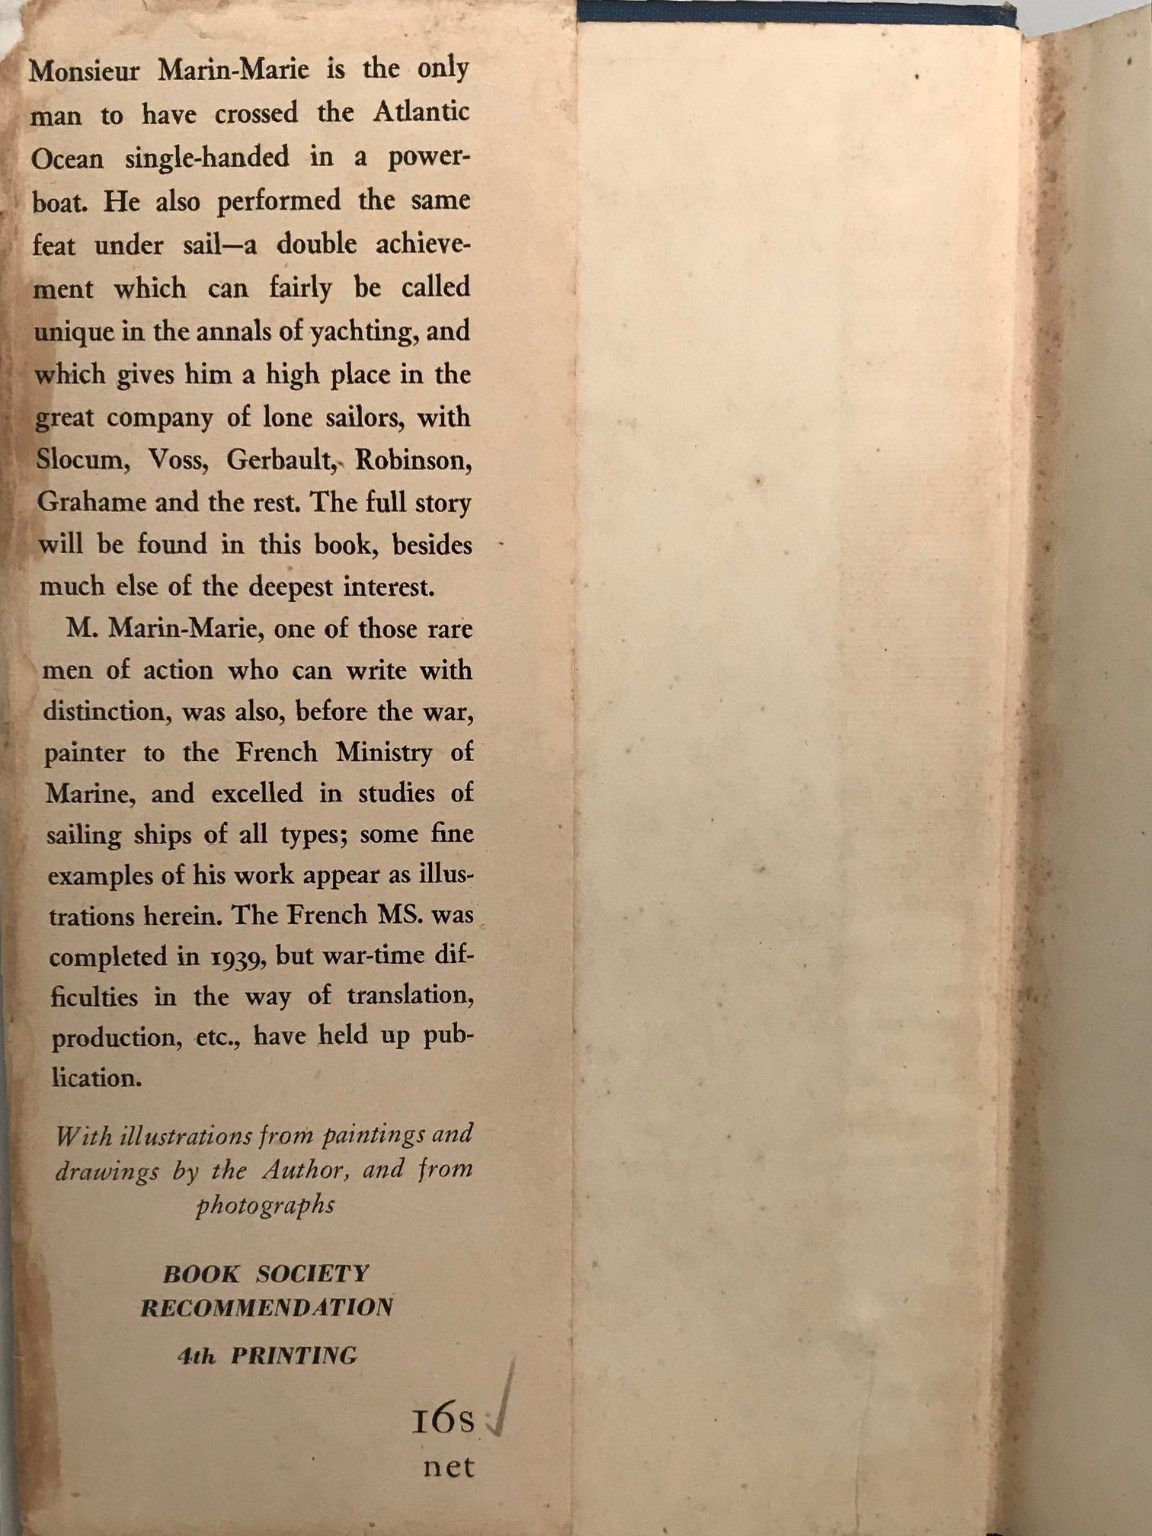 Monsieur Marin-Marie is the only
man to have crossed the Atlantic
Ocean single-handed in a power-
boat. He also performed the same
feat under sail—a double achieve-
ment which can fairly be called
unique in the annals of yachting, and
which gives him a high place in the
great company of lone sailors, with
Slocum, Voss, Gerbault, Robinson,
Grahame and the rest. The full story
will be found in this book, besides
much else of the deepest interest.
M. Marin-Marie, one of those rare
men of action who can write with
distinction, was also, before the war,
painter to the French Ministry of
Marine, and excelled in studies of
sailing ships of all types; some fine
examples of his work appear as illus-
trations herein. The French MS. was
completed in 1939, but war-time dif-
ficulties in the way of translation,
production, etc., have held up pub-
lication.
With illustrations from paintings and
drawings by the Author, and from
photographs
BOOK SOCIETY
RECOMMENDATION
4th PRINTING
16s
net